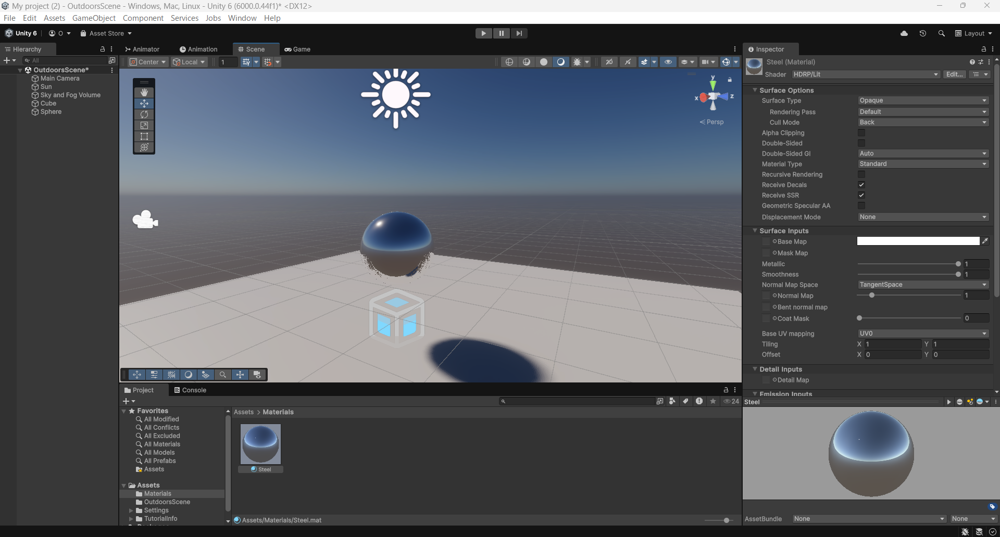 My project (2) - OutdoorsScene - Windows, Mac, Linux - Unity 6 (6000.0.44f1)* <DX12>
File Edit Assets GameObject Component Services Jobs Window Help
Unity 6 O Asset Store Layout
Hierarchy
All
OutdoorsScene*
Main Camera
Sun
Sky and Fog Volume
Cube
Sphere
Animator Animation Scene Game
Center Local 1 2D
y
x z
Persp
Inspector
Steel (Material)
Shader HDRP/Lit Edit...
Surface Options
Surface Type Opaque
Rendering Pass Default
Cull Mode Back
Alpha Clipping
Double-Sided
Double-Sided GI Auto
Material Type Standard
Recursive Rendering
Receive Decals
Receive SSR
Geometric Specular AA
Displacement Mode None
Surface Inputs
Base Map
Mask Map
Metallic 1
Smoothness 1
Normal Map Space TangentSpace
Normal Map 1
Bent normal map
Coat Mask 0
Base UV mapping UV0
Tiling X 1 Y 1
Offset X 0 Y 0
Detail Inputs
Detail Map
Emission Inputs
Steel
AssetBundle None None
Project Console
24
Favorites
All Modified
All Conflicts
All Excluded
All Materials
All Models
All Prefabs
Assets
Assets
Materials
OutdoorsScene
Settings
TutorialInfo
Assets > Materials
Steel
Assets/Materials/Steel.mat